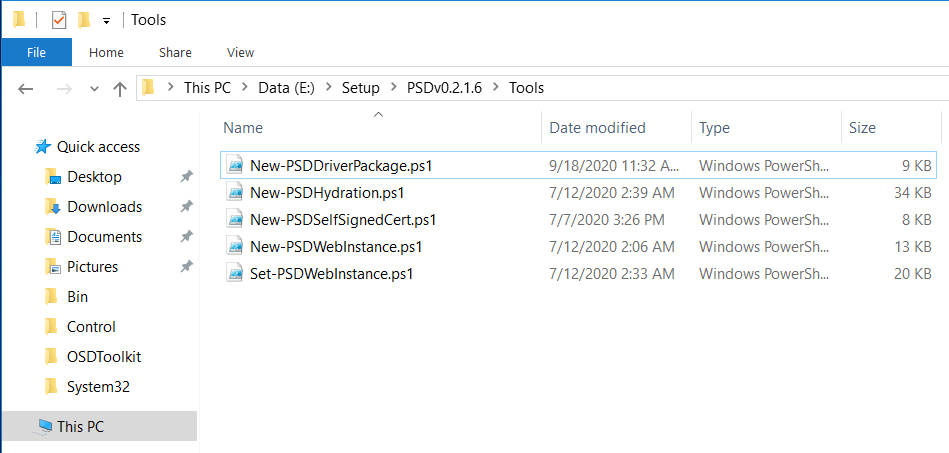 Tools
File Home Share View
This PC Data (E:) Setup PSDv0.2.1.6 Tools
Name Date modified Type Size
Quick access
Desktop
Downloads
Documents
Pictures
Bin
Control
OSDToolkit
System32
This PC
New-PSDDriverPackage.ps1 9/18/2020 11:32 A... Windows PowerSh... 9 KB
New-PSDHydration.ps1 7/12/2020 2:39 AM Windows PowerSh... 34 KB
New-PSDSelfSignedCert.ps1 7/7/2020 3:26 PM Windows PowerSh... 8 KB
New-PSDWebInstance.ps1 7/12/2020 2:06 AM Windows PowerSh... 13 KB
Set-PSDWebInstance.ps1 7/12/2020 2:33 AM Windows PowerSh... 20 KB